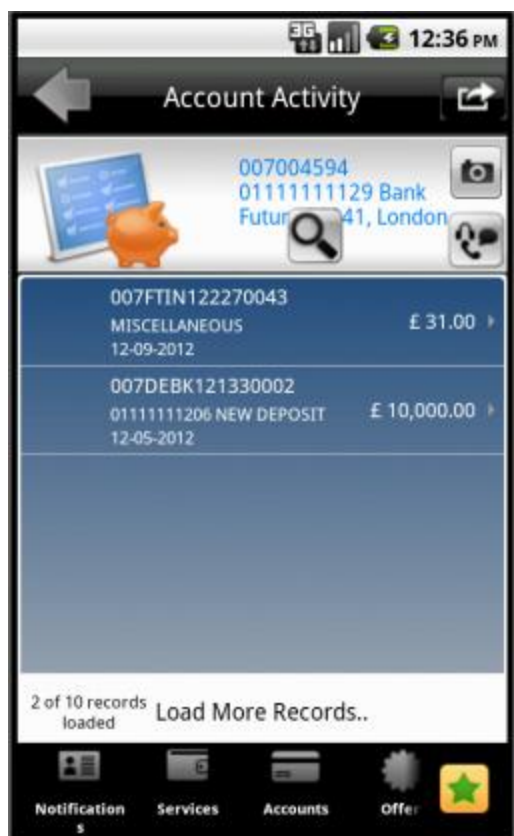 3G
12:36 PM
Account Activity
007004594
01111111129 Bank
Futur 41, London
007FTIN122270043
MISCELLANEOUS
£ 31.00
12-09-2012
007DEBK121330002
01111111206 NEW DEPOSIT
£ 10,000.00
12-05-2012
2 of 10 records
loaded
Load More Records..
Notification
s
Services
Accounts
Offer